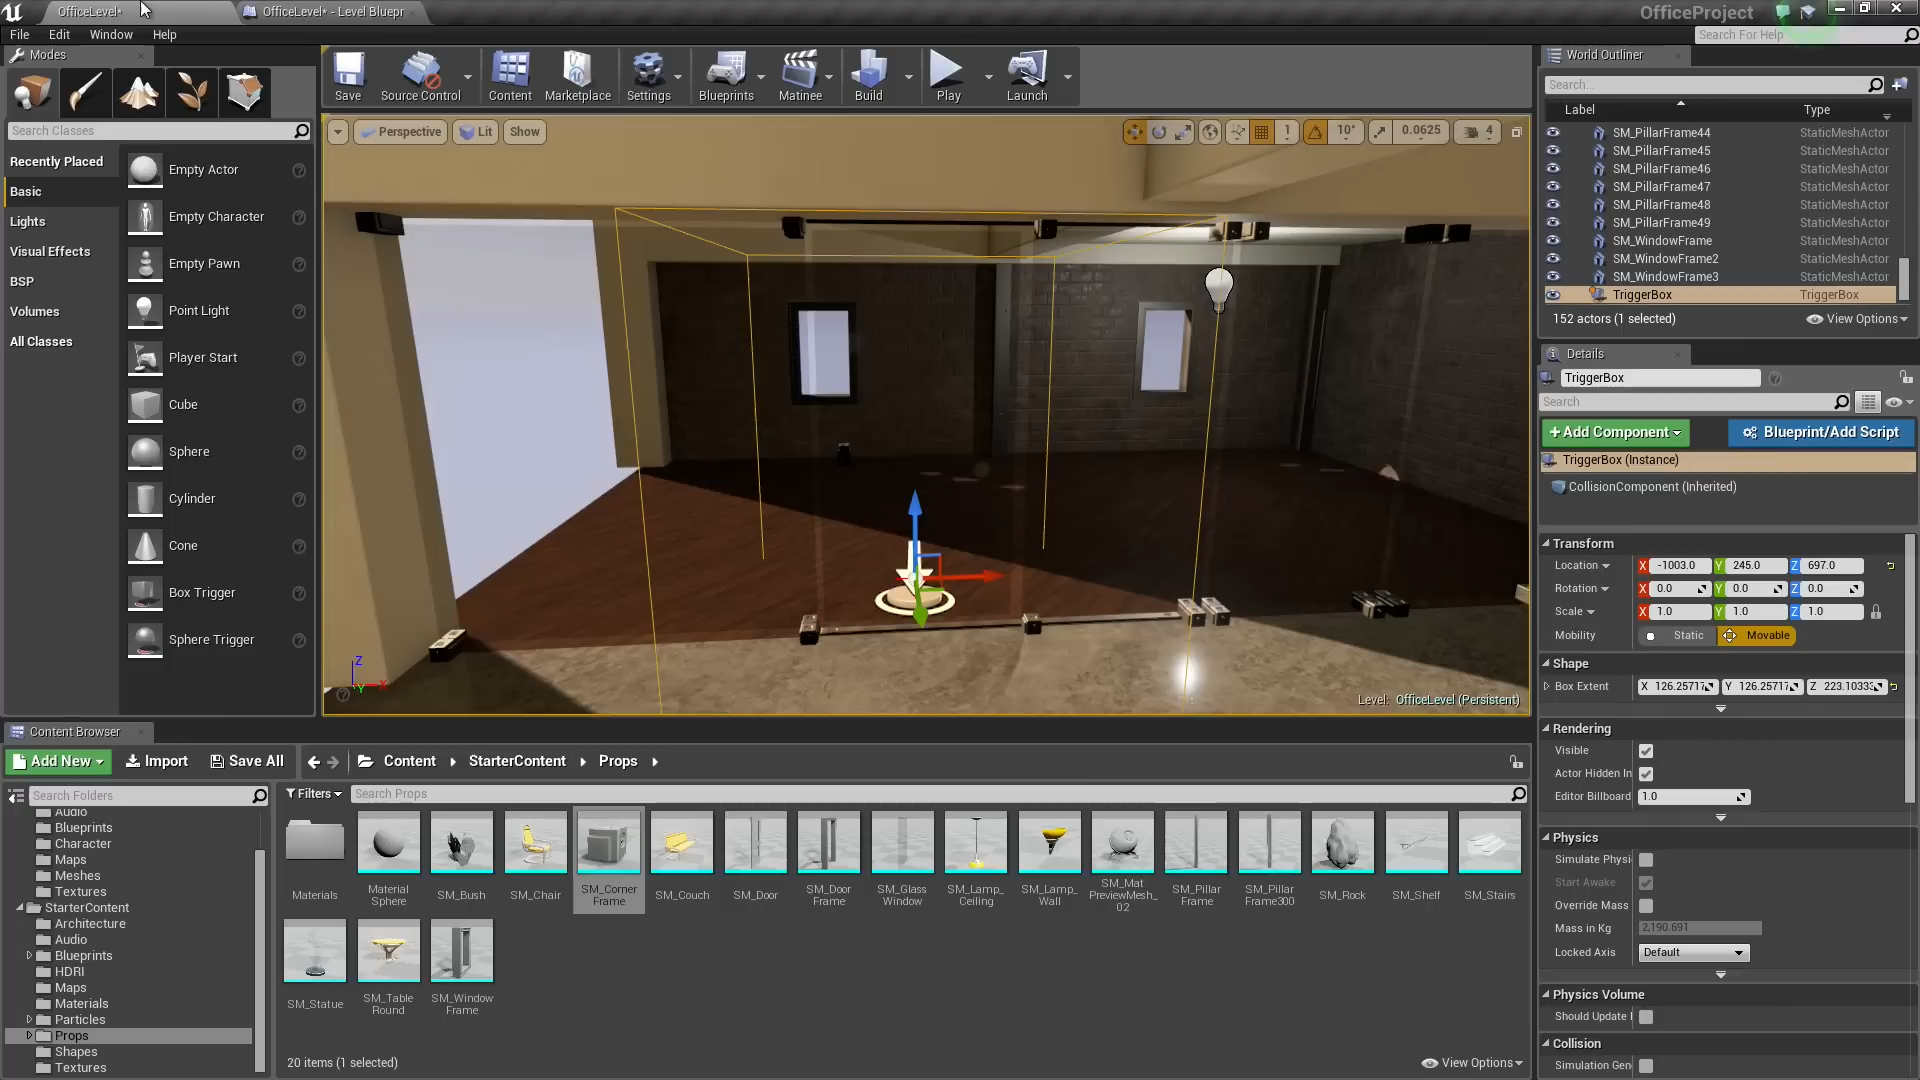 OfficeLevel*
OfficeLevel* - Level Bluepr
OfficeProject
File
Edit
Window
Help
Search For Help
Modes
Save
Source Control
Content
Marketplace
Settings
Blueprints
Matinee
Build
Play
Launch
World Outliner
Search...
Label
Type
Search Classes
Perspective
Lit
Show
1
10°
0.0625
4
Recently Placed
Basic
Lights
Visual Effects
BSP
Volumes
All Classes
Empty Actor
Empty Character
Empty Pawn
Point Light
Player Start
Cube
Sphere
Cylinder
Cone
Box Trigger
Sphere Trigger
SM_PillarFrame44 StaticMeshActor
SM_PillarFrame45 StaticMeshActor
SM_PillarFrame46 StaticMeshActor
SM_PillarFrame47 StaticMeshActor
SM_PillarFrame48 StaticMeshActor
SM_PillarFrame49 StaticMeshActor
SM_WindowFrame StaticMeshActor
SM_WindowFrame2 StaticMeshActor
SM_WindowFrame3 StaticMeshActor
TriggerBox TriggerBox
152 actors (1 selected)
View Options
Details
TriggerBox
Search
+Add Component
Blueprint/Add Script
TriggerBox (Instance)
CollisionComponent (Inherited)
Transform
Location X -1003.0 Y 245.0 Z 697.0
Rotation X 0.0 Y 0.0 Z 0.0
Scale X 1.0 Y 1.0 Z 1.0
Mobility Static Movable
Shape
Box Extent X 126.25717 Y 126.25717 Z 223.1033
Rendering
Visible
Actor Hidden In
Editor Billboard 1.0
Physics
Simulate Physi
Start Awake
Override Mass
Mass in Kg 2,190.691
Locked Axis Default
Physics Volume
Should Update
Collision
Simulation Gen
Z
Y
X
Level: OfficeLevel (Persistent)
Content Browser
Add New
Import
Save All
Content
StarterContent
Props
Search Folders
Filters
Search Props
Audio
Blueprints
Character
Maps
Meshes
Textures
StarterContent
Architecture
Audio
Blueprints
HDRI
Maps
Materials
Particles
Props
Shapes
Textures
Materials
Material Sphere
SM_Bush
SM_Chair
SM_Corner Frame
SM_Couch
SM_Door
SM_Door Frame
SM_Glass Window
SM_Lamp_ Ceiling
SM_Lamp_ Wall
SM_Mat PreviewMesh_ 02
SM_Pillar Frame
SM_Pillar Frame300
SM_Rock
SM_Shelf
SM_Stairs
SM_Statue
SM_Table Round
SM_Window Frame
20 items (1 selected)
View Options